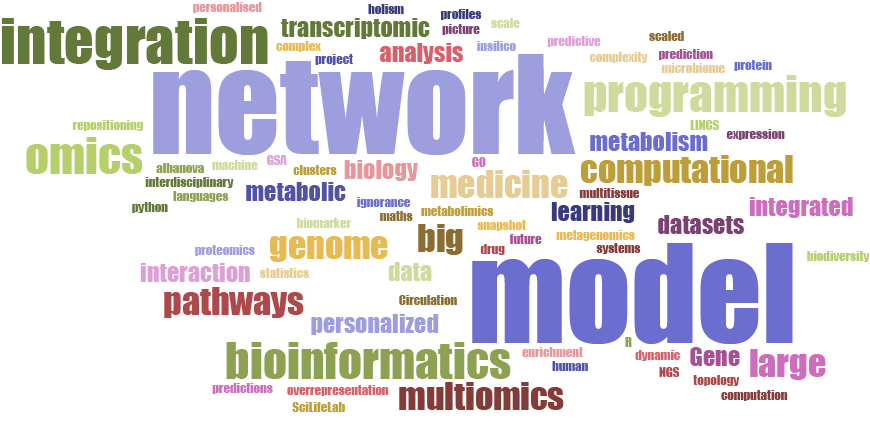 personalised
holism
profiles
scale
integration
transcriptomic
picture
scaled
complex
project
analysis
insilico
predictive
complexity
prediction
microbiome
protein
network
programming
LINCS
repositioning
metabolism
expression
omics
albanova
machine
GSA
clusters
biology
GO
computational
interdisciplinary
languages
metabolic
medicine
multitissue
python
ignorance
maths
metabolimics
learning
integrated
biomarker
snapshot
datasets
proteomics
genome
big
drug
future
metagenomics
systems
biodiversity
interaction
statistics
data
model
pathways
Circulation
personalized
bioinformatics
enrichment
human
R
dynamic
Gene
large
NGS
topology
predictions
overrepresentation
multiomics
computation
SciLifeLab